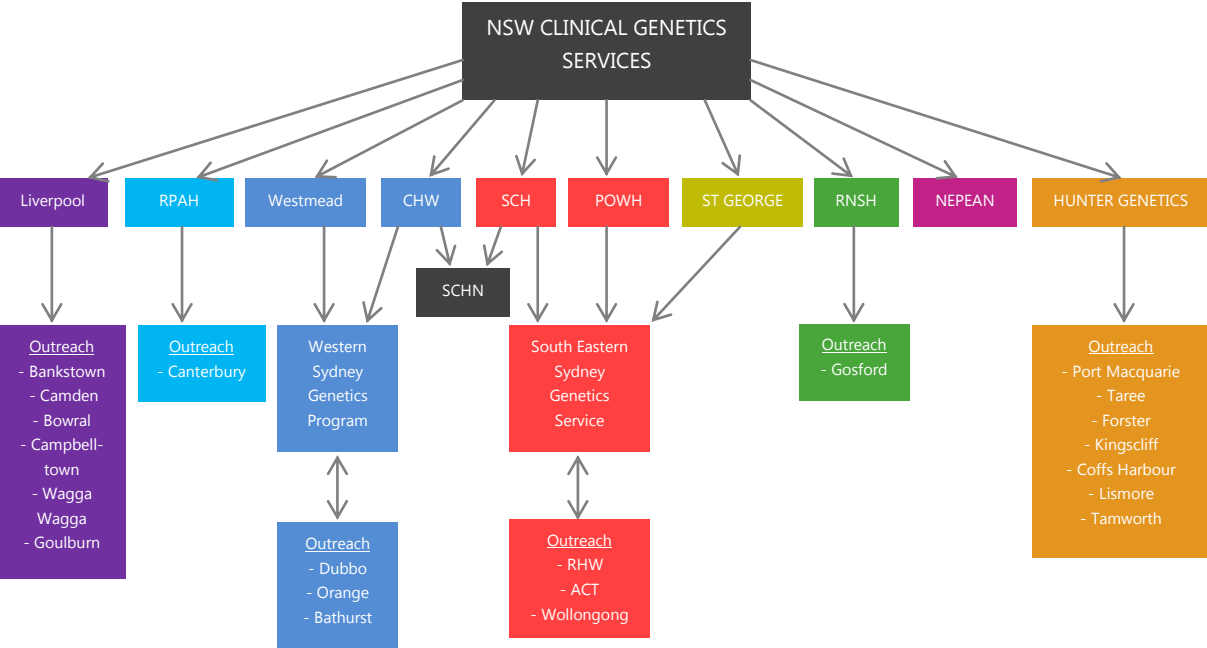 NSW CLINICAL GENETICS
SERVICES
Liverpool
RPAH
Westmead
CHW
SCH
POWH
ST GEORGE
RNSH
NEPEAN
HUNTER GENETICS
SCHN
Outreach
- Bankstown
- Camden
- Bowral
- Campbell-
town
- Wagga
Wagga
- Goulburn
Outreach
- Canterbury
Western
Sydney
Genetics
Program
South Eastern
Sydney
Genetics
Service
Outreach
- Gosford
Outreach
- Port Macquarie
- Taree
- Forster
- Kingscliff
- Coffs Harbour
- Lismore
- Tamworth
Outreach
- Dubbo
- Orange
- Bathurst
Outreach
- RHW
- ACT
- Wollongong